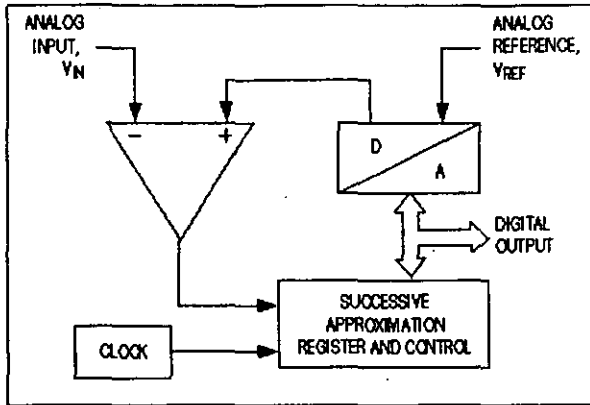 ANALOG
INPUT,
VIN
ANALOG
REFERENCE,
VREF
− +
D
A
DIGITAL
OUTPUT
SUCCESSIVE
APPROXIMATION
REGISTER AND CONTROL
CLOCK